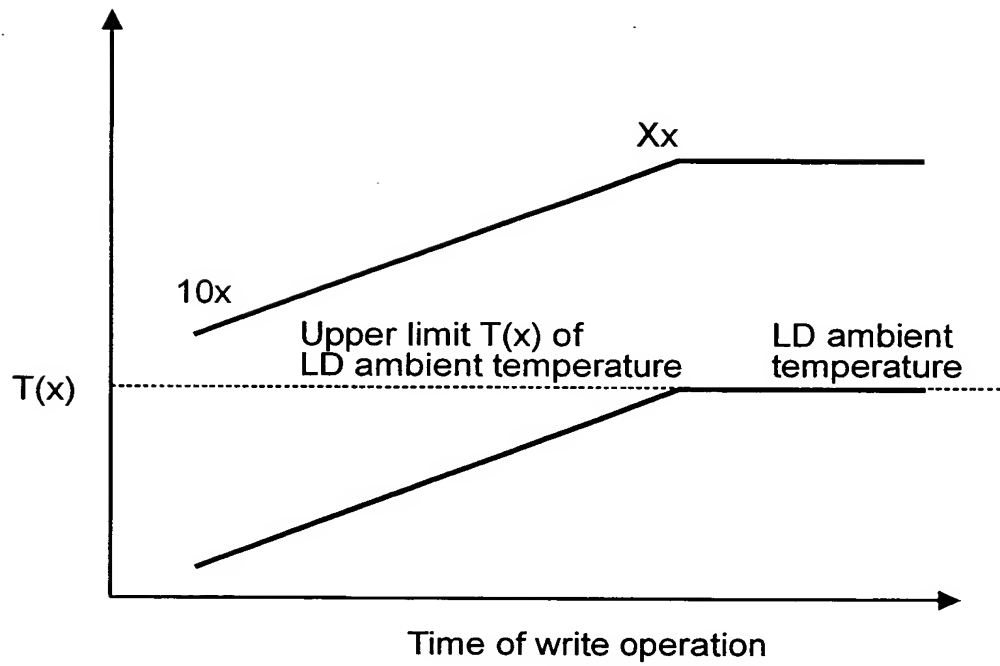 Xx
10x
Upper limit T(x) of
LD ambient temperature
LD ambient
temperature
T(x)
Time of write operation